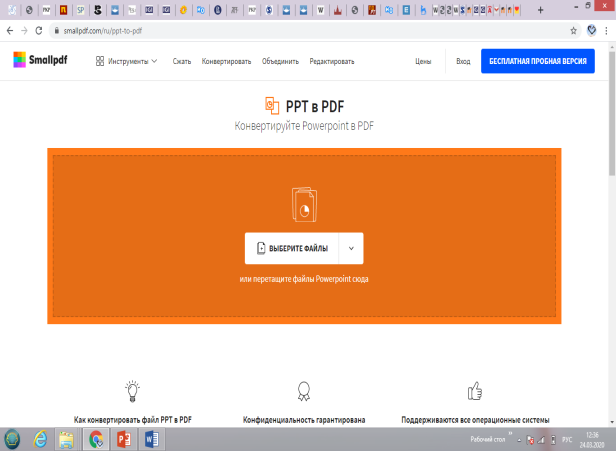 smallpdf.com/ru/ppt-to-pdf
Smallpdf Инструменты Сжать Конвертировать Объединить Редактировать Цены Вход БЕСПЛАТНАЯ ПРОБНАЯ ВЕРСИЯ
PPT в PDF
Конвертируйте Powerpoint в PDF
ВЫБЕРИТЕ ФАЙЛЫ
или перетащите файлы Powerpoint сюда
Как конвертировать файл PPT в PDF Конфиденциальность гарантирована Поддерживаются все операционные системы
Рабочий стол РУС 12:36
24.03.2020